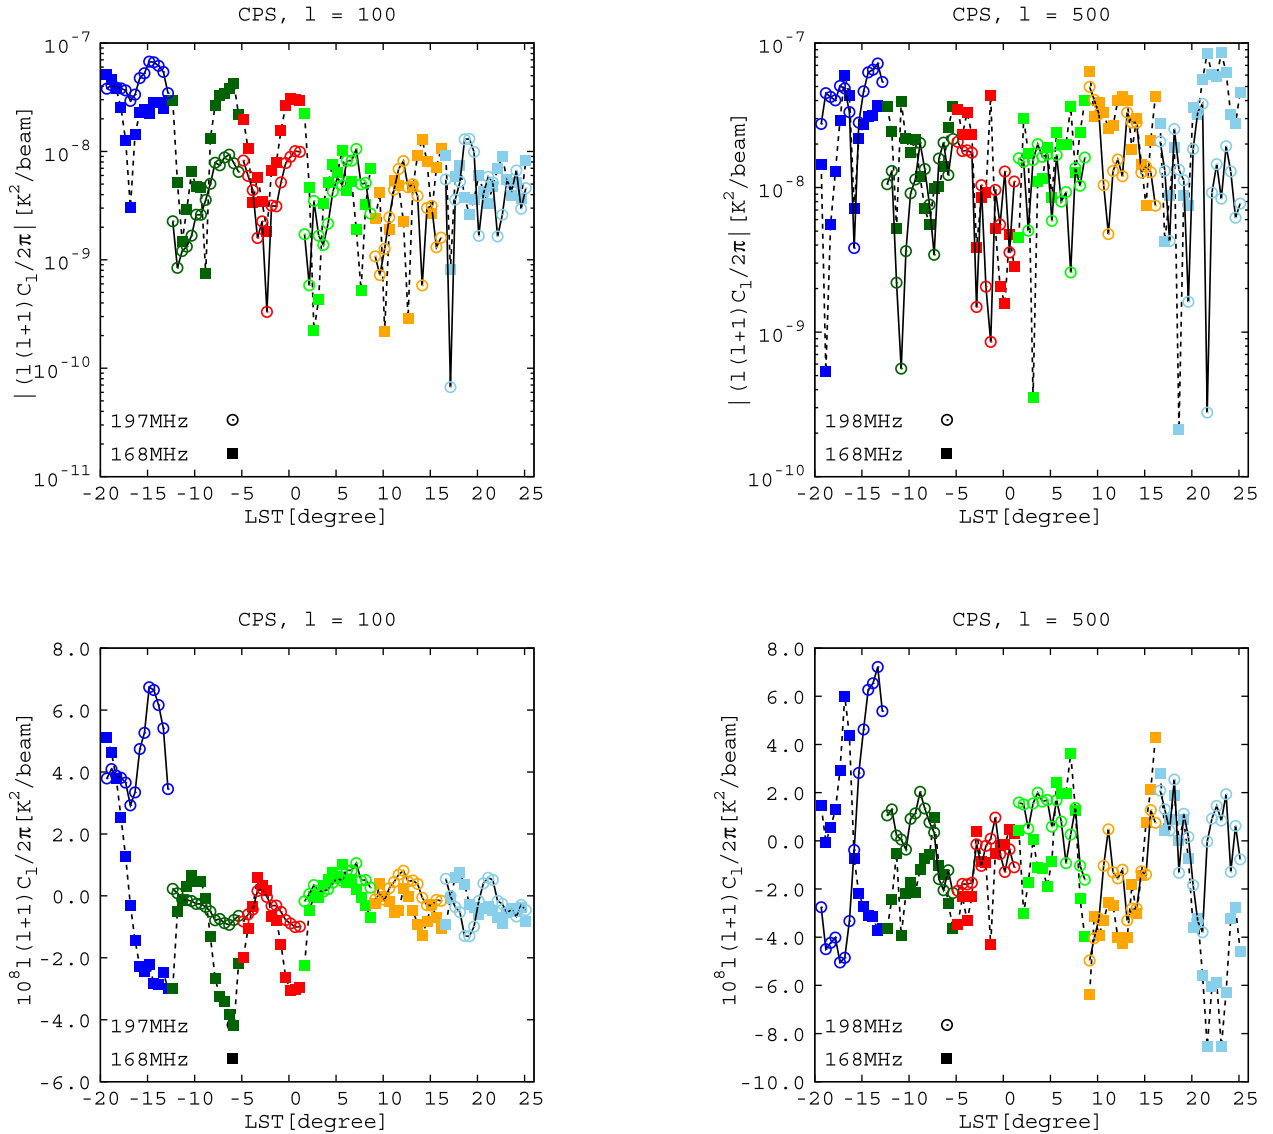 CPS, l = 100
|(l(l+1)C_l/2π|[K^2/beam]
10^-7
10^-8
10^-9
10^-10
10^-11
197MHz
168MHz
-20 -15 -10 -5 0 5 10 15 20 25
LST[degree]
CPS, l = 500
|(l(l+1)C_l/2π|[K^2/beam]
10^-7
10^-8
10^-9
10^-10
198MHz
168MHz
-20 -15 -10 -5 0 5 10 15 20 25
LST[degree]
CPS, l = 100
10^8l(l+1)C_l/2π[K^2/beam]
8.0
6.0
4.0
2.0
0.0
-2.0
-4.0
-6.0
197MHz
168MHz
-20 -15 -10 -5 0 5 10 15 20 25
LST[degree]
CPS, l = 500
10^8l(l+1)C_l/2π[K^2/beam]
8.0
6.0
4.0
2.0
0.0
-2.0
-4.0
-6.0
-8.0
-10.0
198MHz
168MHz
-20 -15 -10 -5 0 5 10 15 20 25
LST[degree]